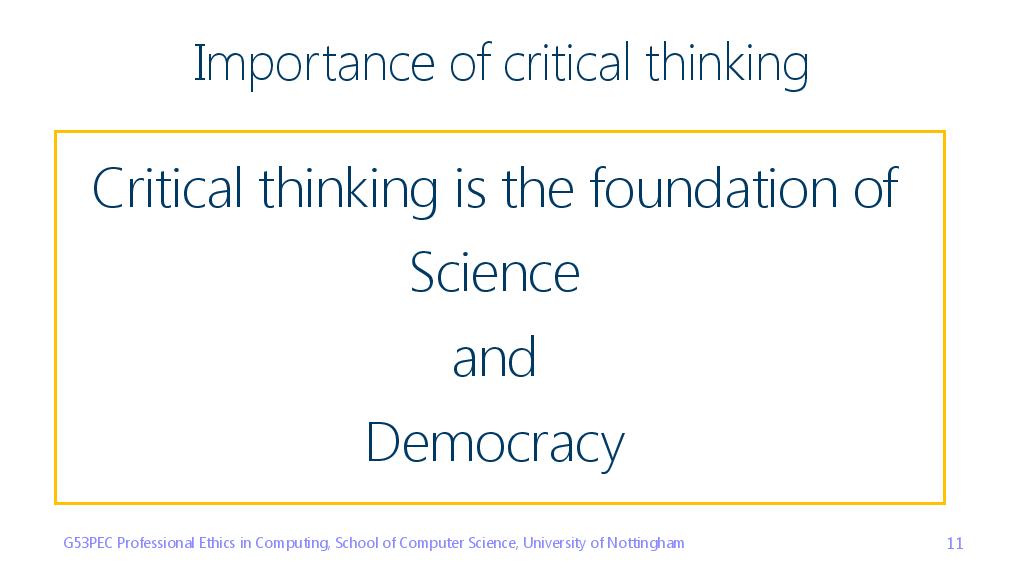 Importance of critical thinking
Critical thinking is the foundation of
Science
and
Democracy
G53PEC Professional Ethics in Computing, School of Computer Science, University of Nottingham
11